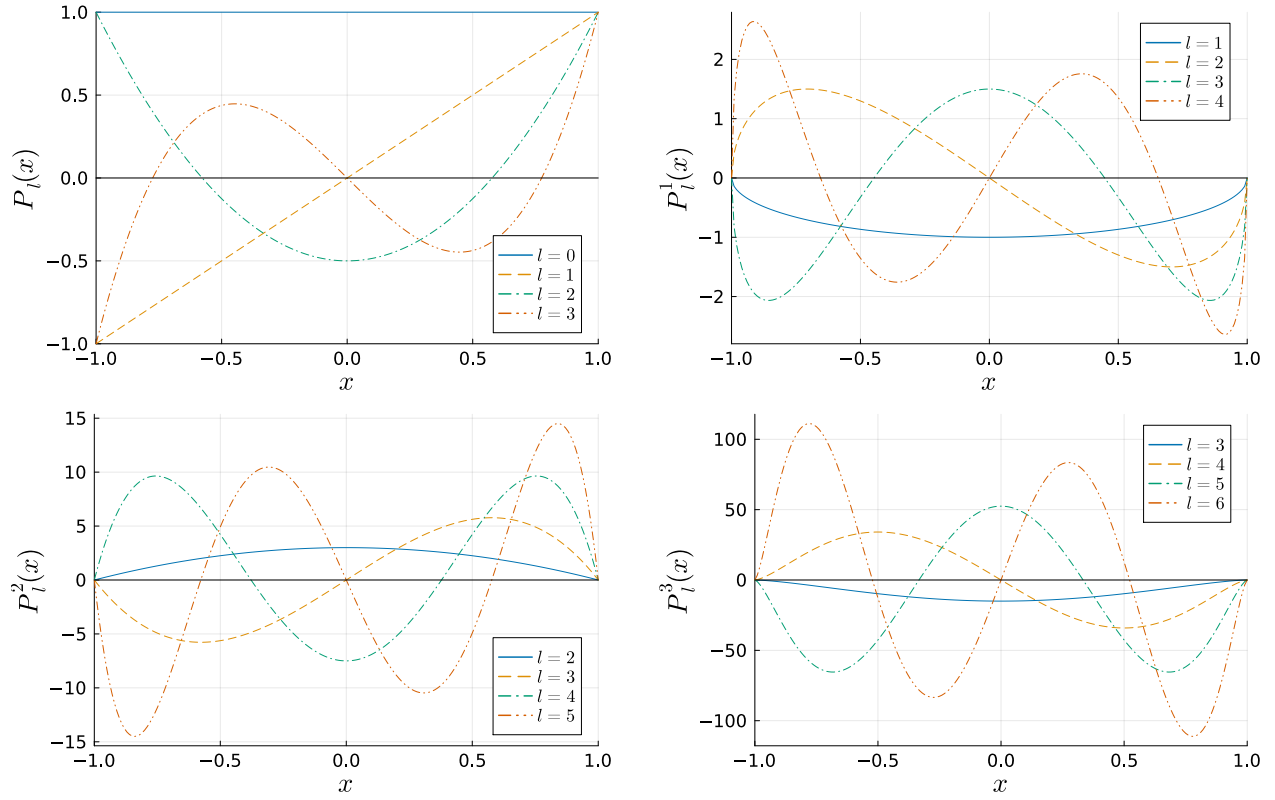 1.0
0.5
0.0
−0.5
−1.0
P_l(x)
−1.0 −0.5 0.0 0.5 1.0
x
l = 0
l = 1
l = 2
l = 3
2
1
0
−1
−2
P_l^1(x)
−1.0 −0.5 0.0 0.5 1.0
x
l = 1
l = 2
l = 3
l = 4
15
10
5
0
−5
−10
−15
P_l^2(x)
−1.0 −0.5 0.0 0.5 1.0
x
l = 2
l = 3
l = 4
l = 5
100
50
0
−50
−100
P_l^3(x)
−1.0 −0.5 0.0 0.5 1.0
x
l = 3
l = 4
l = 5
l = 6